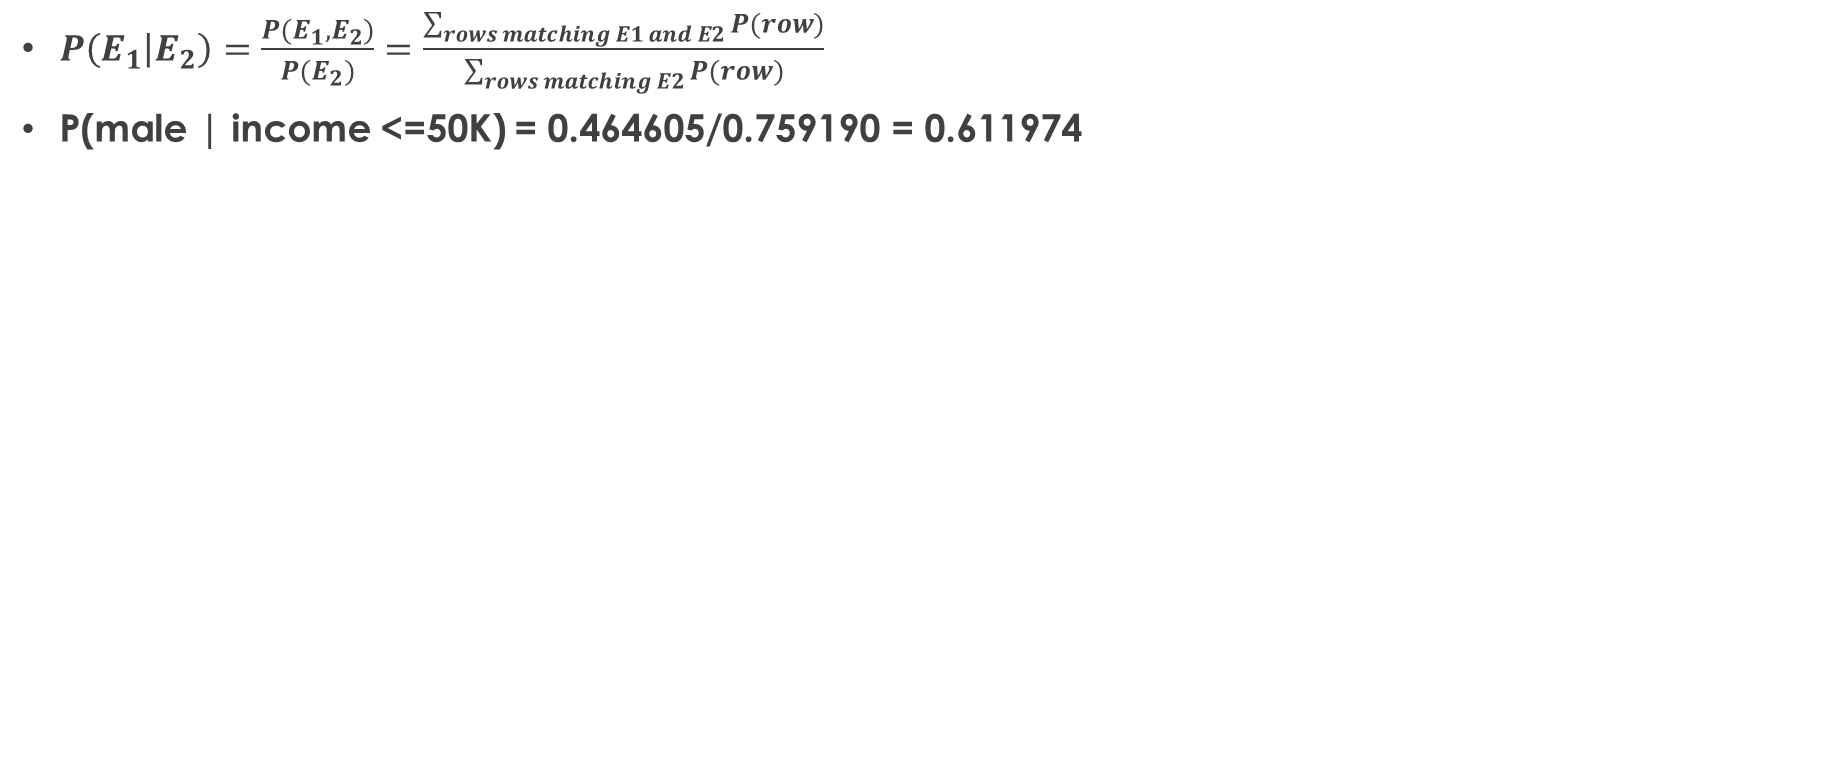 • P(E₁|E₂) = P(E₁,E₂)/P(E₂) = ∑rows matching E1 and E2 P(row)/∑rows matching E2 P(row)
• P(male | income <=50K) = 0.464605/0.759190 = 0.611974